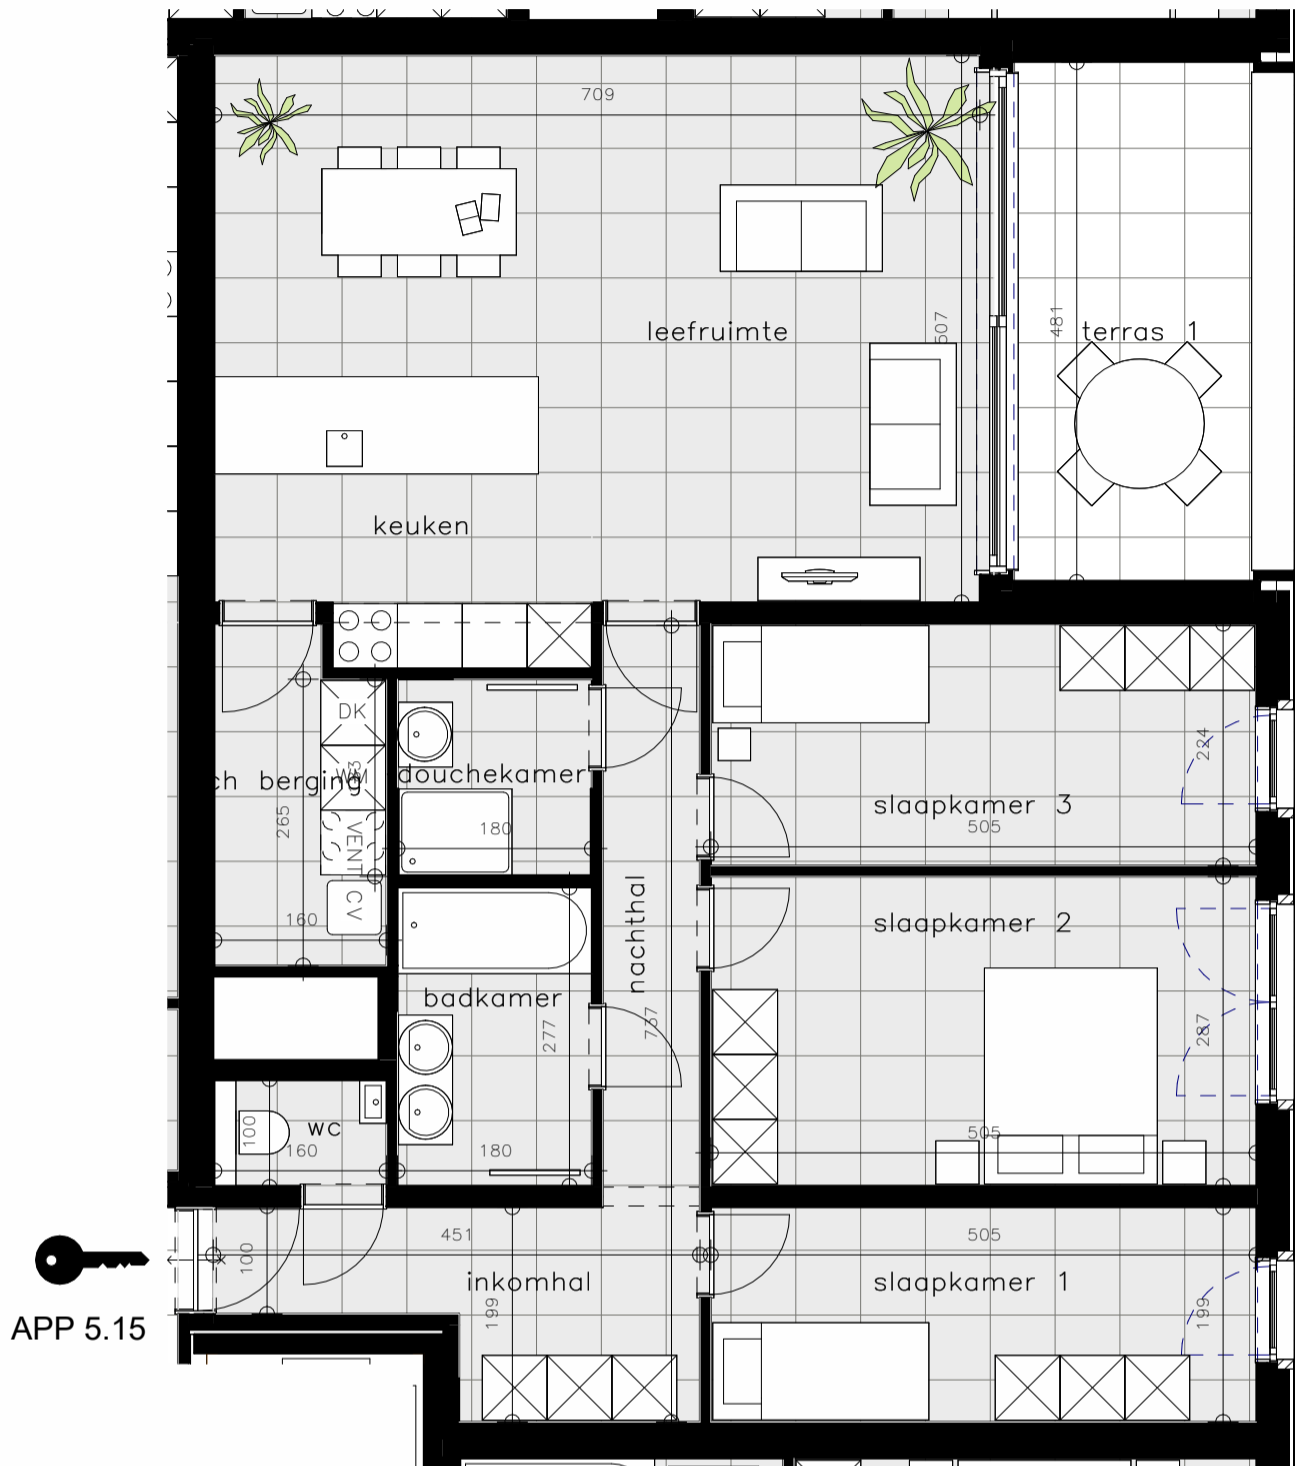 709
leefruimte
507
481
terras 1
keuken
DK
ch berging
WM
douchekamer
265
VENT
180
CV
160
slaapkamer 3
505
224
nachthal
slaapkamer 2
badkamer
277
737
287
505
100
wc
160
180
451
505
100
inkomhal
slaapkamer 1
199
199
APP 5.15